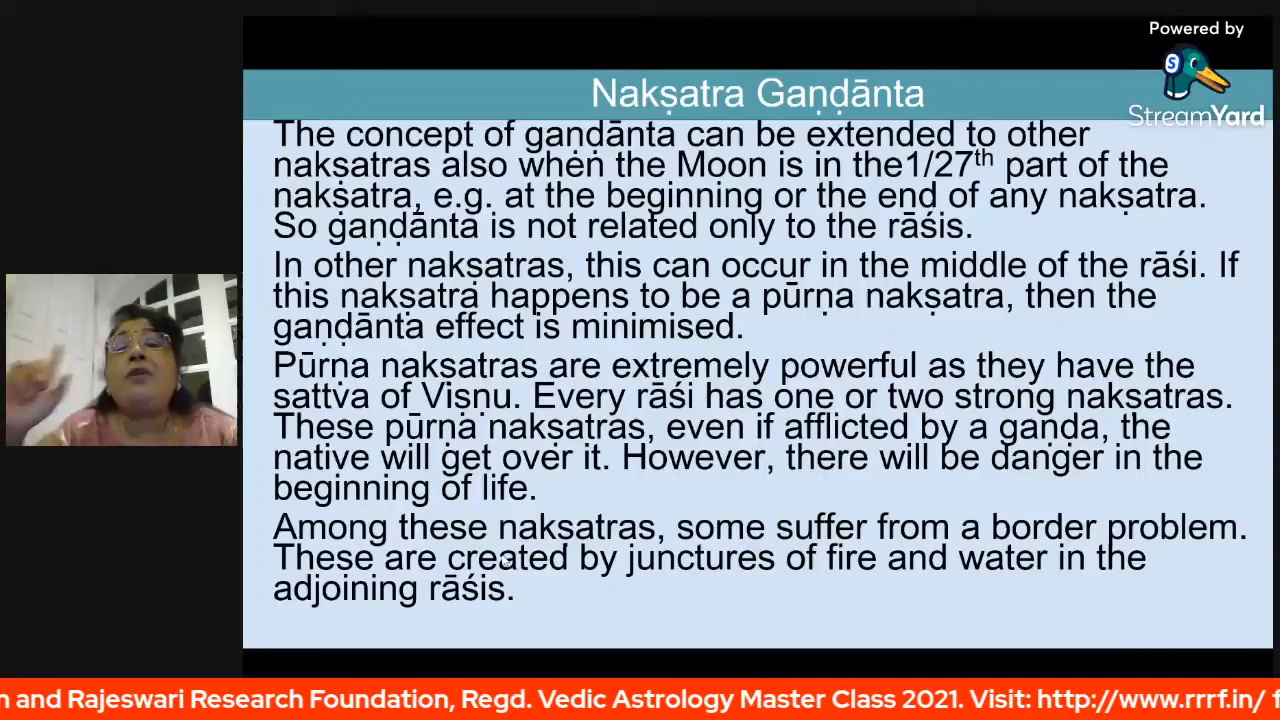 Powered by
StreamYard
Nakṣatra Gaṇḍānta
The concept of gaṇḍānta can be extended to other
nakṣatras also when the Moon is in the1/27th part of the
nakṣatra, e.g. at the beginning or the end of any nakṣatra.
So gaṇḍānta is not related only to the rāśis.
In other nakṣatras, this can occur in the middle of the rāśi. If
this nakṣatra happens to be a pūrṇa nakṣatra, then the
gaṇḍānta effect is minimised.
Pūrṇa nakṣatras are extremely powerful as they have the
sattva of Viṣṇu. Every rāśi has one or two strong nakṣatras.
These pūrṇa nakṣatras, even if afflicted by a gaṇḍa, the
native will get over it. However, there will be danger in the
beginning of life.
Among these nakṣatras, some suffer from a border problem.
These are created by junctures of fire and water in the
adjoining rāśis.
n and Rajeswari Research Foundation, Regd. Vedic Astrology Master Class 2021. Visit: http://www.rrrf.in/ f